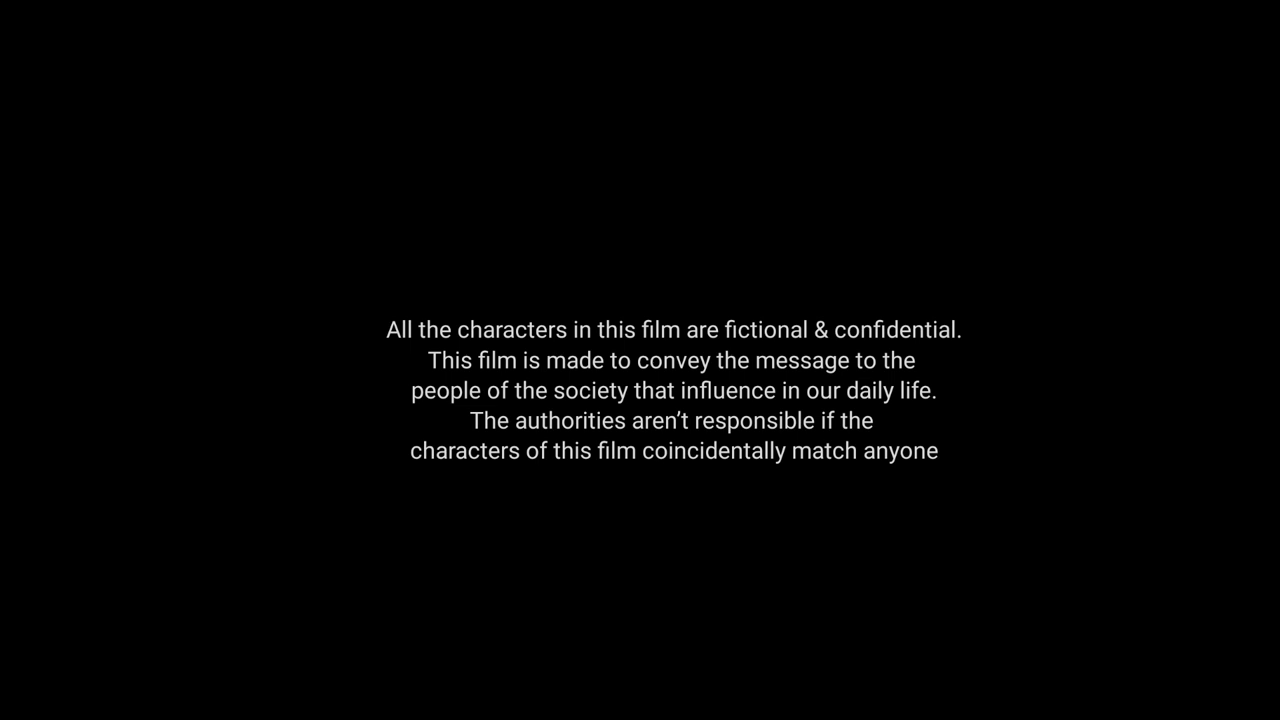 All the characters in this film are fictional & confidential.
This film is made to convey the message to the
people of the society that influence in our daily life.
The authorities aren’t responsible if the
characters of this film coincidentally match anyone